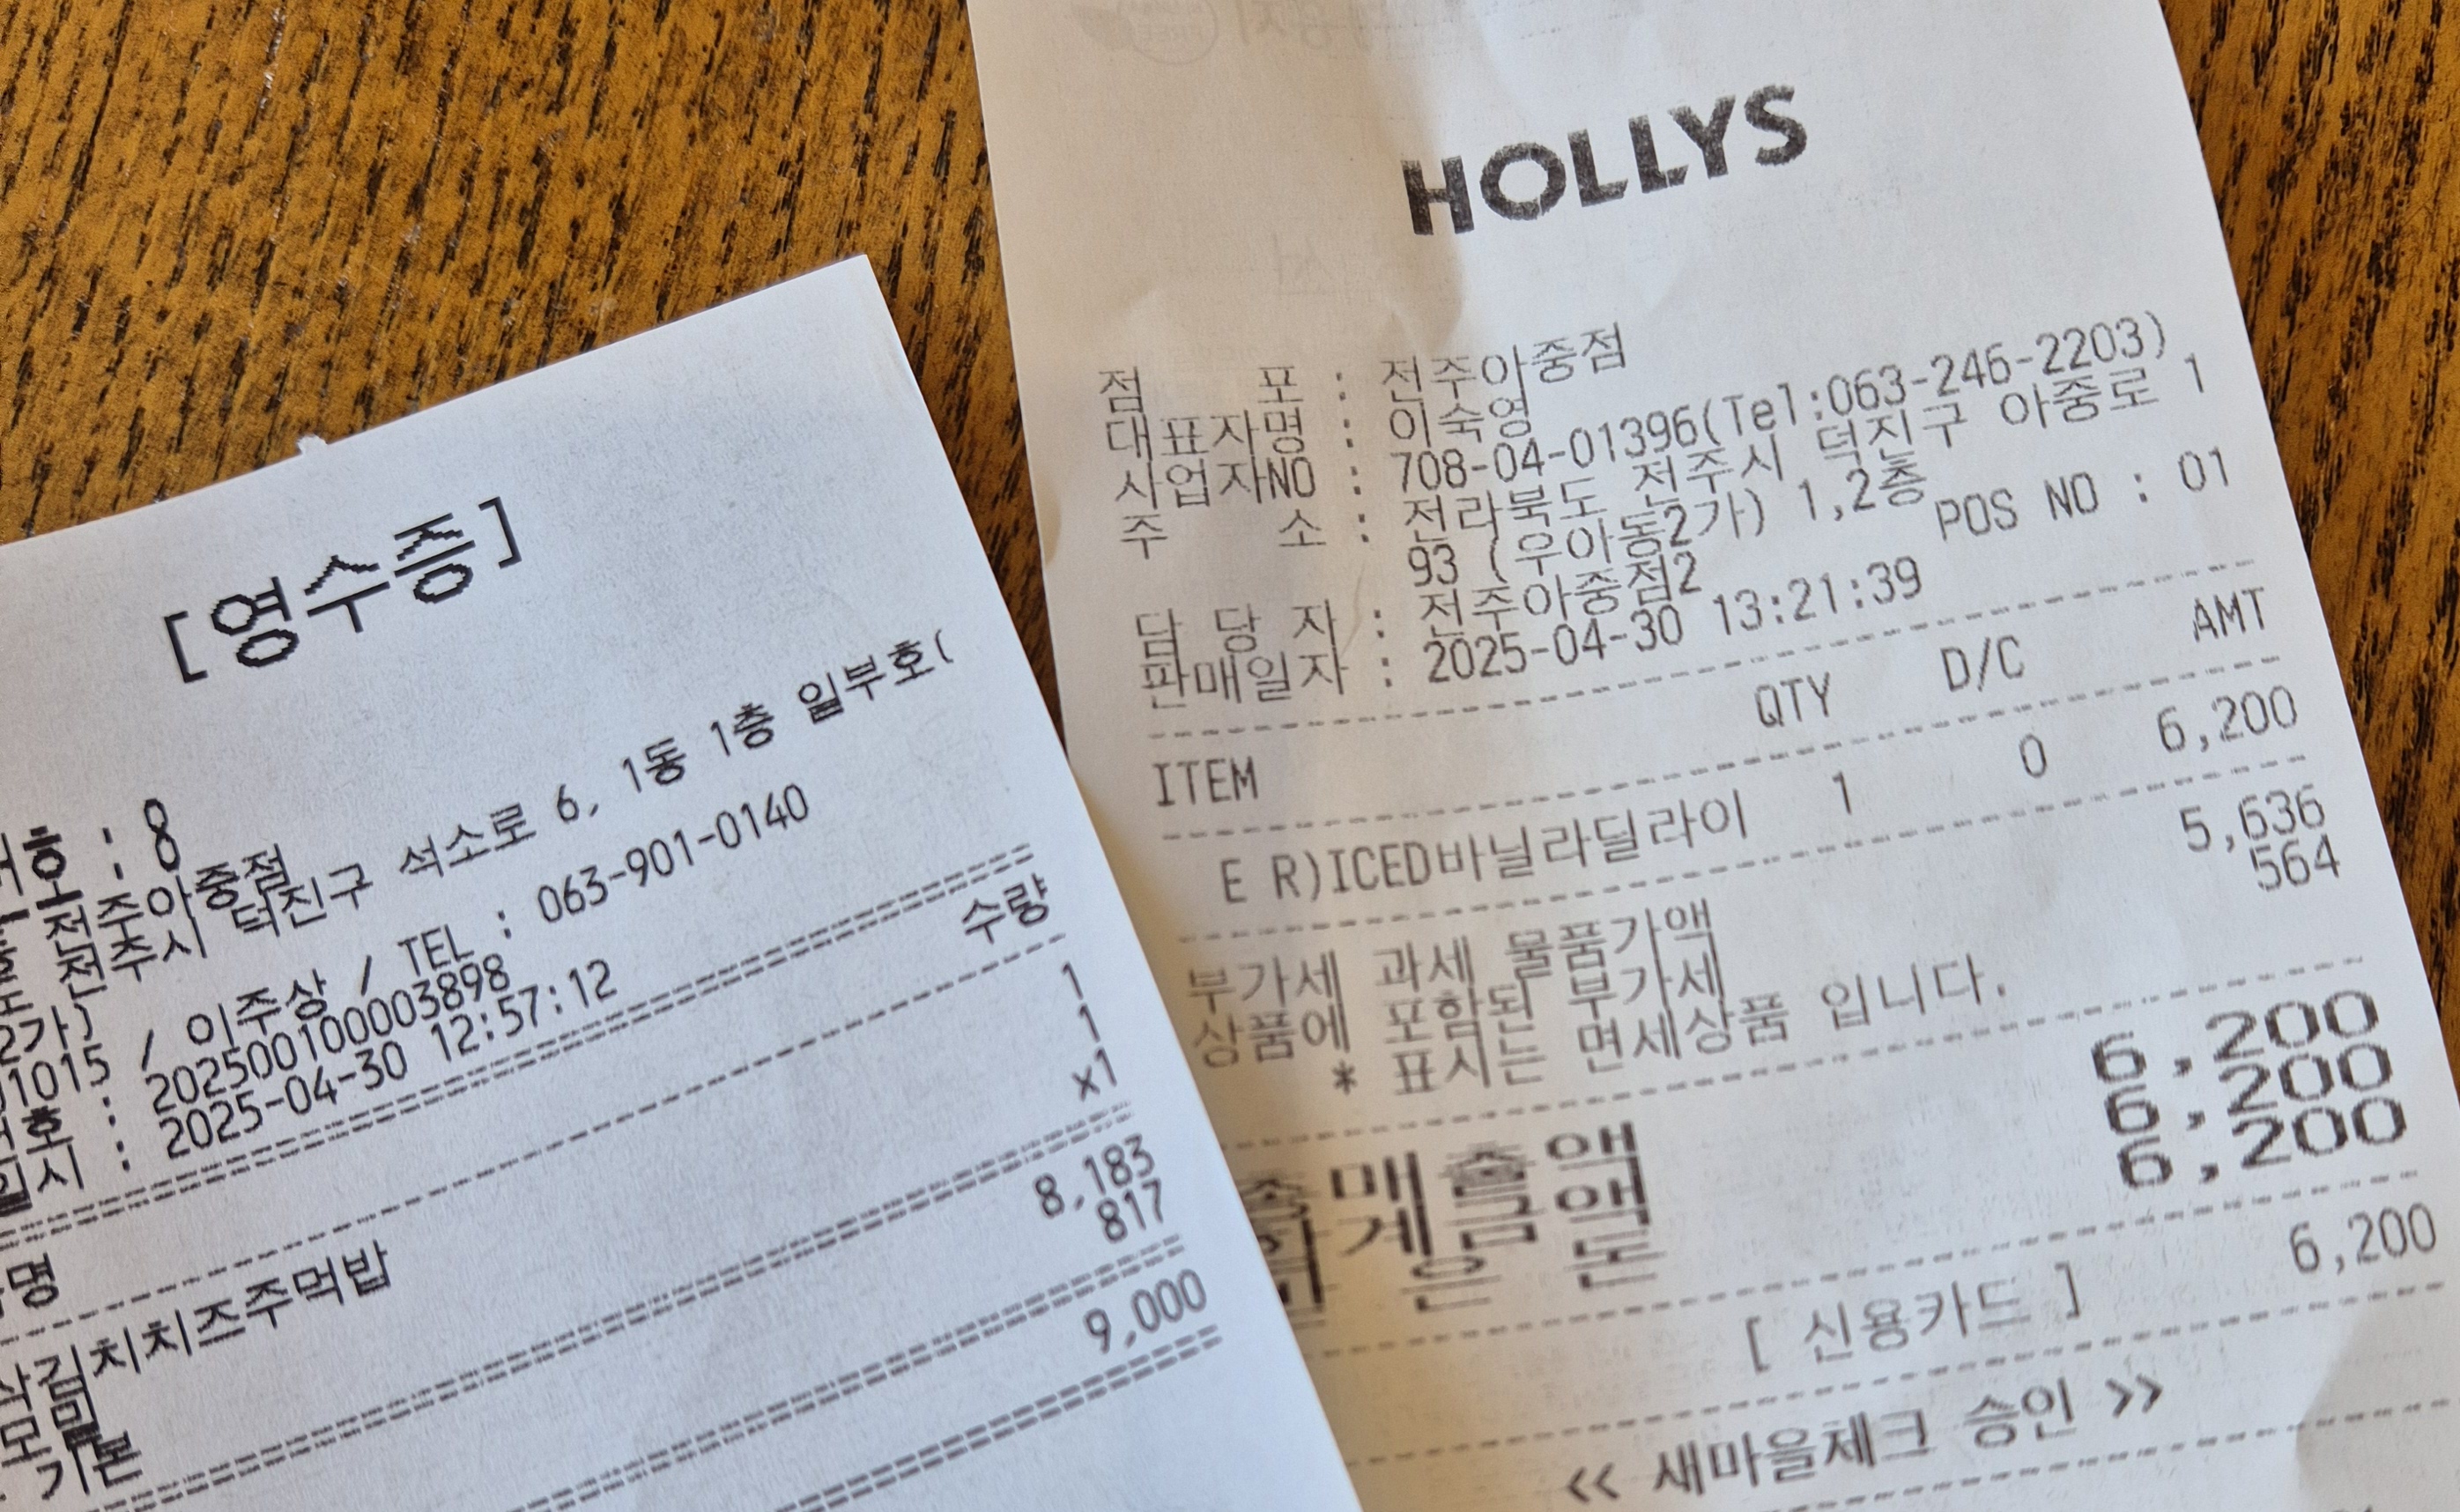 [영수증]
호 : 8
전주아중점
전주시 덕진구 석소로 6, 1동 1층 일부호(
2가)
01015 / 이주상 / TEL : 063-901-0140
호 : 202500100003898
일시 : 2025-04-30 12:57:12
명 수량
김치치즈주먹밥 1
1
기본 x1
8,183
817
9,000
HOLLYS
점 포 : 전주아중점
대표자명 : 이숙영
사업자NO : 708-04-01396(Tel:063-246-2203)
주 소 : 전라북도 전주시 덕진구 아중로 1
93 (우아동2가) 1,2층
POS NO : 01
담 당 자 : 전주아중점2
판매일자 : 2025-04-30 13:21:39
ITEM QTY D/C AMT
E R)ICED바닐라딜라이 1 0 6,200
부가세 과세 물품가액 5,636
상품에 포함된 부가세 564
* 표시는 면세상품 입니다.
총매출액 6,200
6,200
6,200
[ 신용카드 ] 6,200
<< 새마을체크 승인 >>